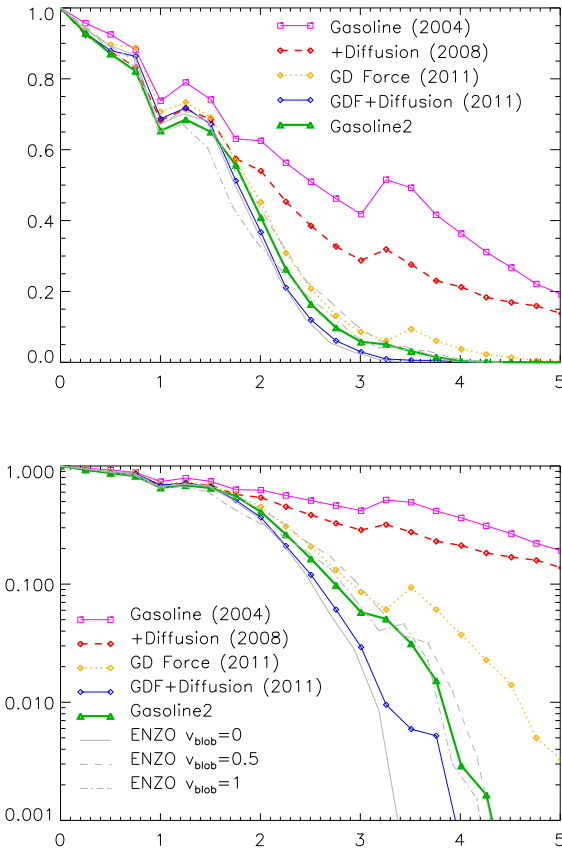 1.0
0.8
0.6
0.4
0.2
0.0
0 1 2 3 4 5
Gasoline (2004)
+Diffusion (2008)
GD Force (2011)
GDF+Diffusion (2011)
Gasoline2
1.000
0.100
0.010
0.001
Gasoline (2004)
+Diffusion (2008)
GD Force (2011)
GDF+Diffusion (2011)
Gasoline2
ENZO vblob=0
ENZO vblob=0.5
ENZO vblob=1
0 1 2 3 4 5